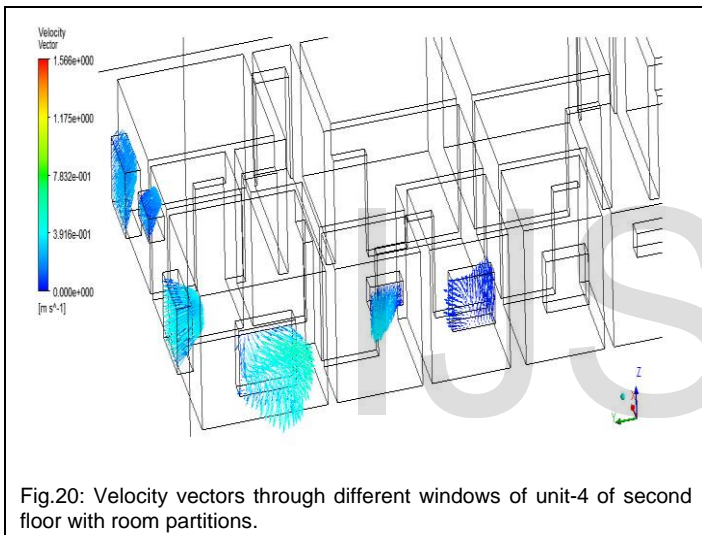 Velocity
Vector
1.566e+000
1.175e+000
7.832e-001
3.916e-001
0.000e+000
[m s^-1]
IJS
Z
Fig.20: Velocity vectors through different windows of unit-4 of second
floor with room partitions.